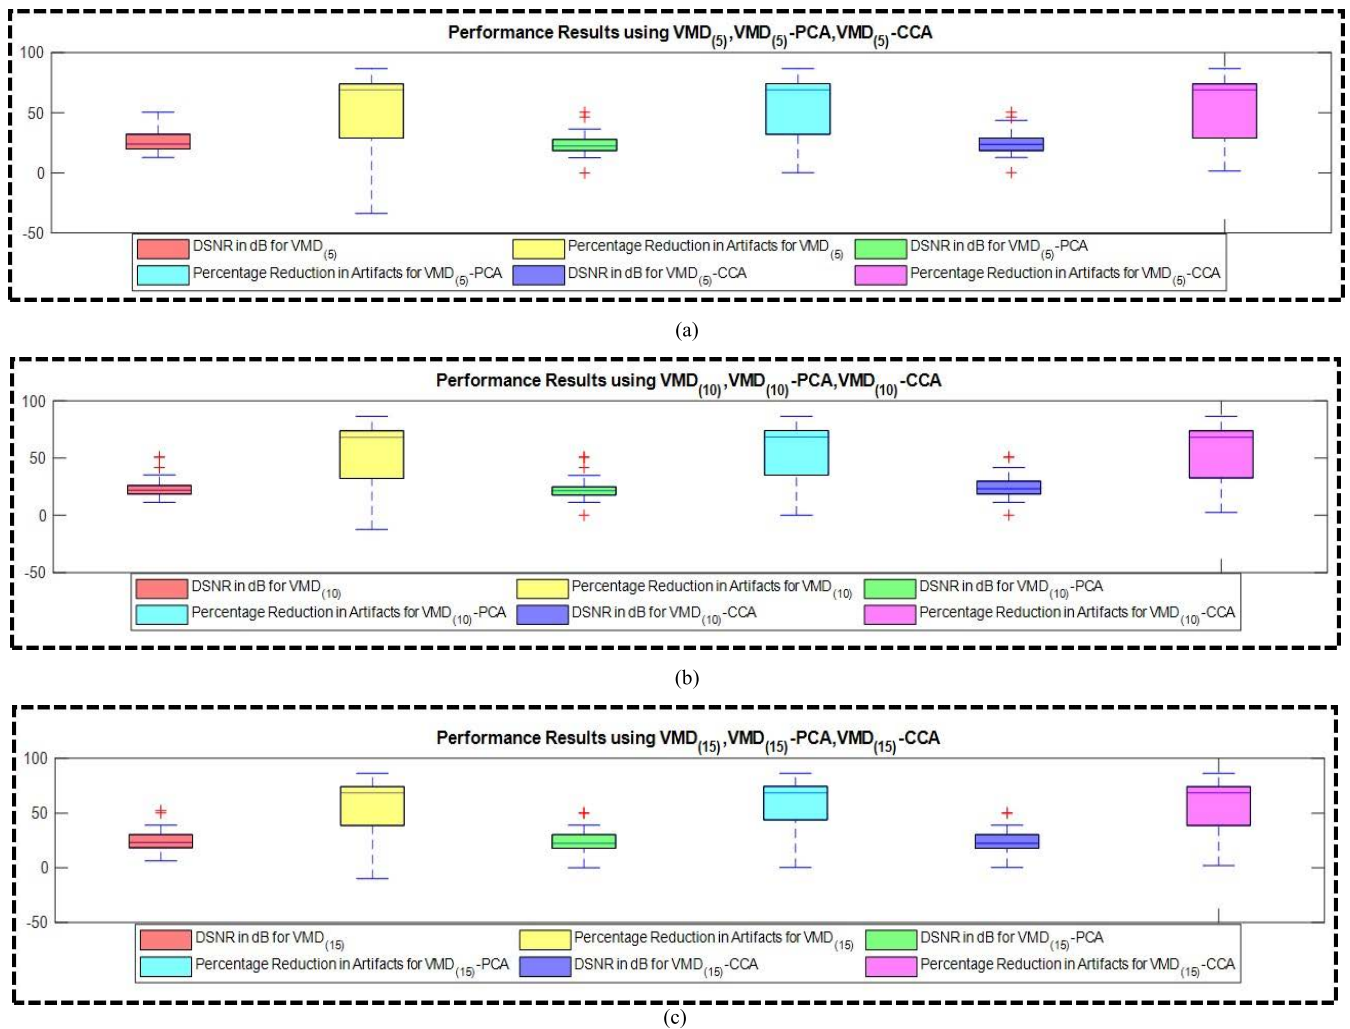 Performance Results using VMD(5),VMD(5)-PCA,VMD(5)-CCA
100
50
0
-50
DSNR in dB for VMD(5)
Percentage Reduction in Artifacts for VMD(5)
DSNR in dB for VMD(5)-PCA
Percentage Reduction in Artifacts for VMD(5)-PCA
DSNR in dB for VMD(5)-CCA
Percentage Reduction in Artifacts for VMD(5)-CCA
(a)
Performance Results using VMD(10),VMD(10)-PCA,VMD(10)-CCA
100
50
0
-50
DSNR in dB for VMD(10)
Percentage Reduction in Artifacts for VMD(10)
DSNR in dB for VMD(10)-PCA
Percentage Reduction in Artifacts for VMD(10)-PCA
DSNR in dB for VMD(10)-CCA
Percentage Reduction in Artifacts for VMD(10)-CCA
(b)
Performance Results using VMD(15),VMD(15)-PCA,VMD(15)-CCA
100
50
0
-50
DSNR in dB for VMD(15)
Percentage Reduction in Artifacts for VMD(15)
DSNR in dB for VMD(15)-PCA
Percentage Reduction in Artifacts for VMD(15)-PCA
DSNR in dB for VMD(15)-CCA
Percentage Reduction in Artifacts for VMD(15)-CCA
(c)